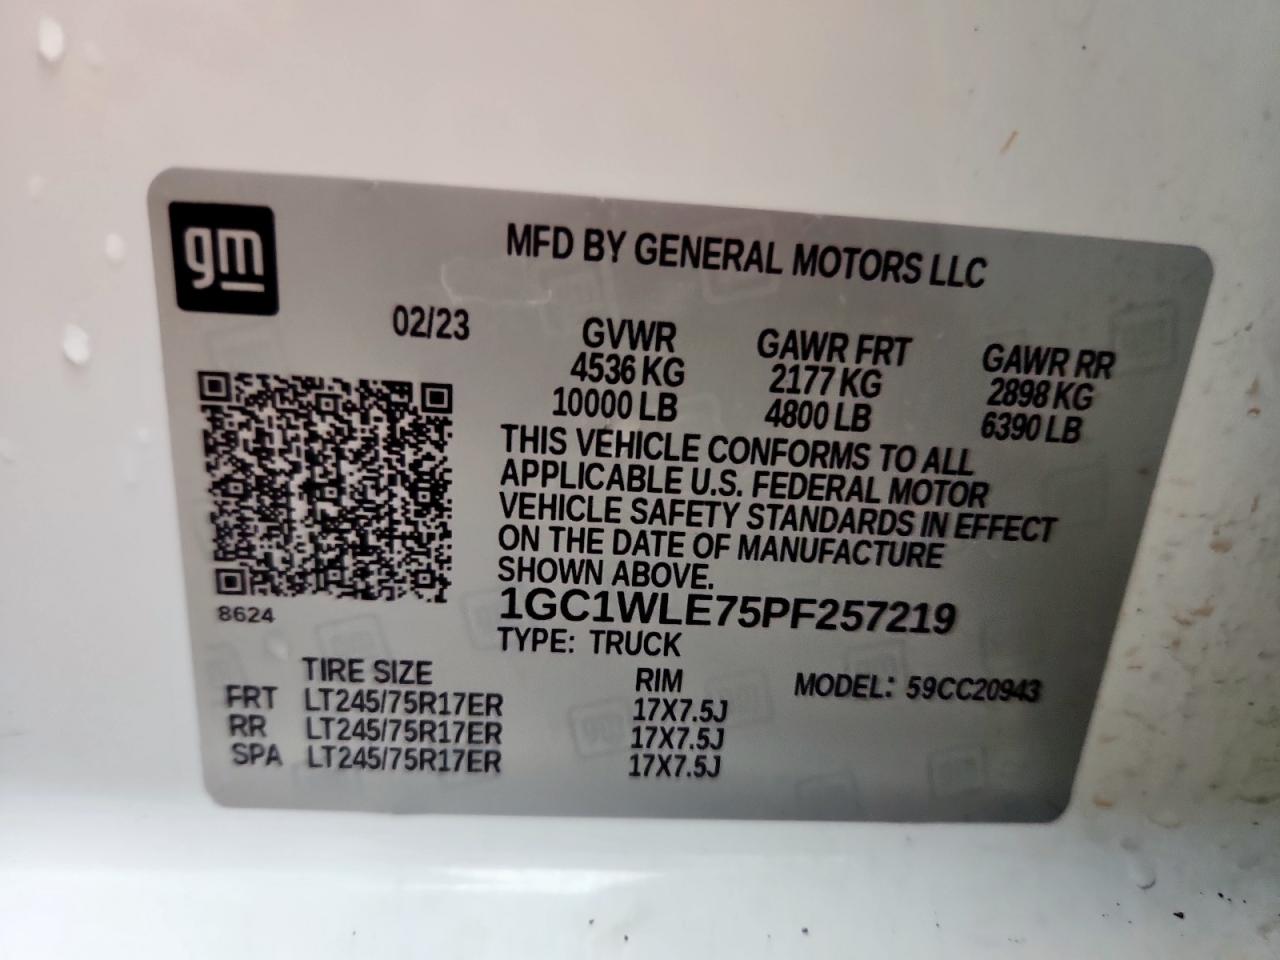 gm
MFD BY GENERAL MOTORS LLC
02/23
GVWR GAWR FRT GAWR RR
4536 KG 2177 KG 2898 KG
10000 LB 4800 LB 6390 LB
THIS VEHICLE CONFORMS TO ALL
APPLICABLE U.S. FEDERAL MOTOR
VEHICLE SAFETY STANDARDS IN EFFECT
ON THE DATE OF MANUFACTURE
SHOWN ABOVE.
8624
1GC1WLE75PF257219
TYPE: TRUCK
TIRE SIZE RIM MODEL: 59CC20943
FRT LT245/75R17ER 17X7.5J
RR LT245/75R17ER 17X7.5J
SPA LT245/75R17ER 17X7.5J